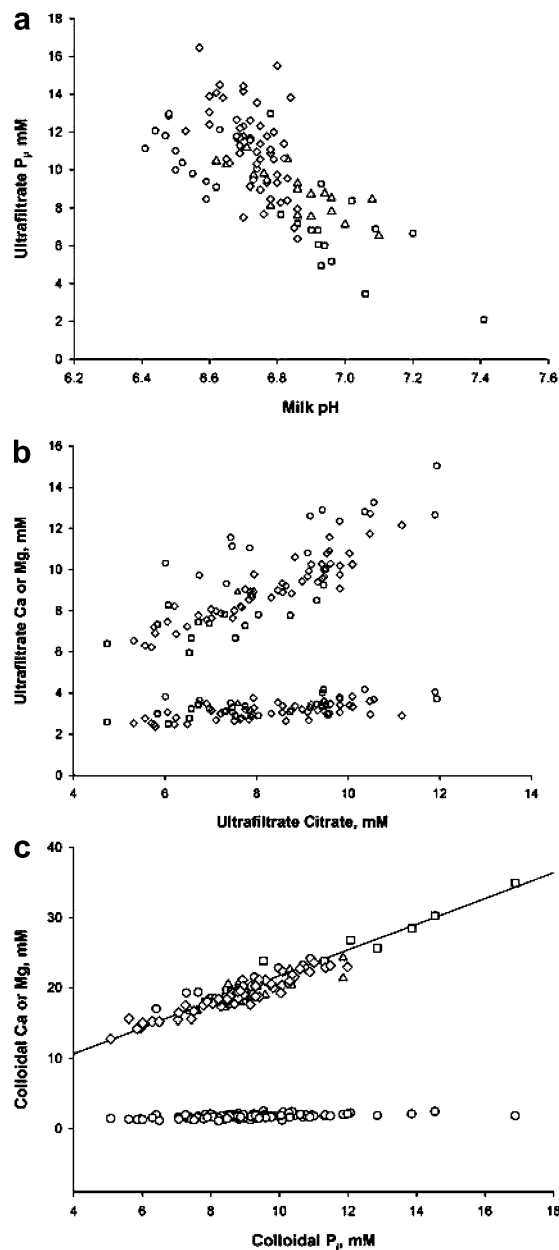 a
18
16
14
12
10
8
6
4
2
0
Ultrafiltrate Pi, mM
6.2 6.4 6.6 6.8 7.0 7.2 7.4 7.6
Milk pH
b
16
14
12
10
8
6
4
2
0
Ultrafiltrate Ca or Mg, mM
4 6 8 10 12 14
Ultrafiltrate Citrate, mM
c
40
30
20
10
0
Colloidal Ca or Mg, mM
4 6 8 10 12 14 16 18
Colloidal Pi, mM